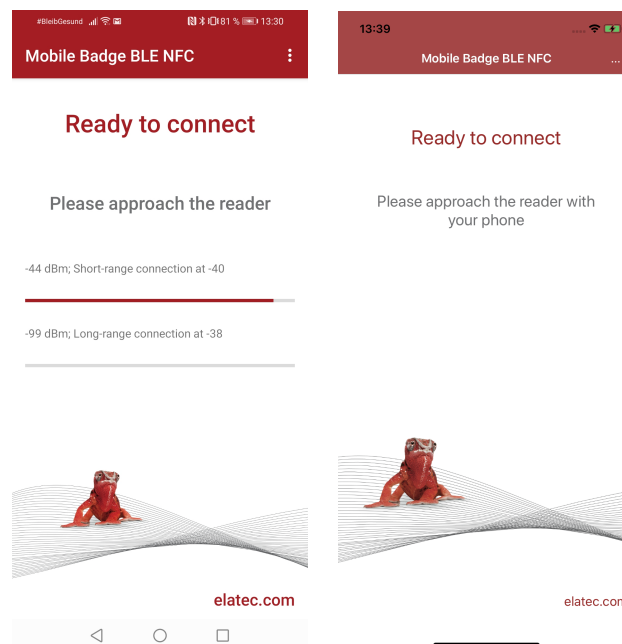 #BleibGesund 81 % 13:30
Mobile Badge BLE NFC
Ready to connect
Please approach the reader
-44 dBm; Short-range connection at -40
-99 dBm; Long-range connection at -38
elatec.com
13:39
Mobile Badge BLE NFC ...
Ready to connect
Please approach the reader with
your phone
elatec.com